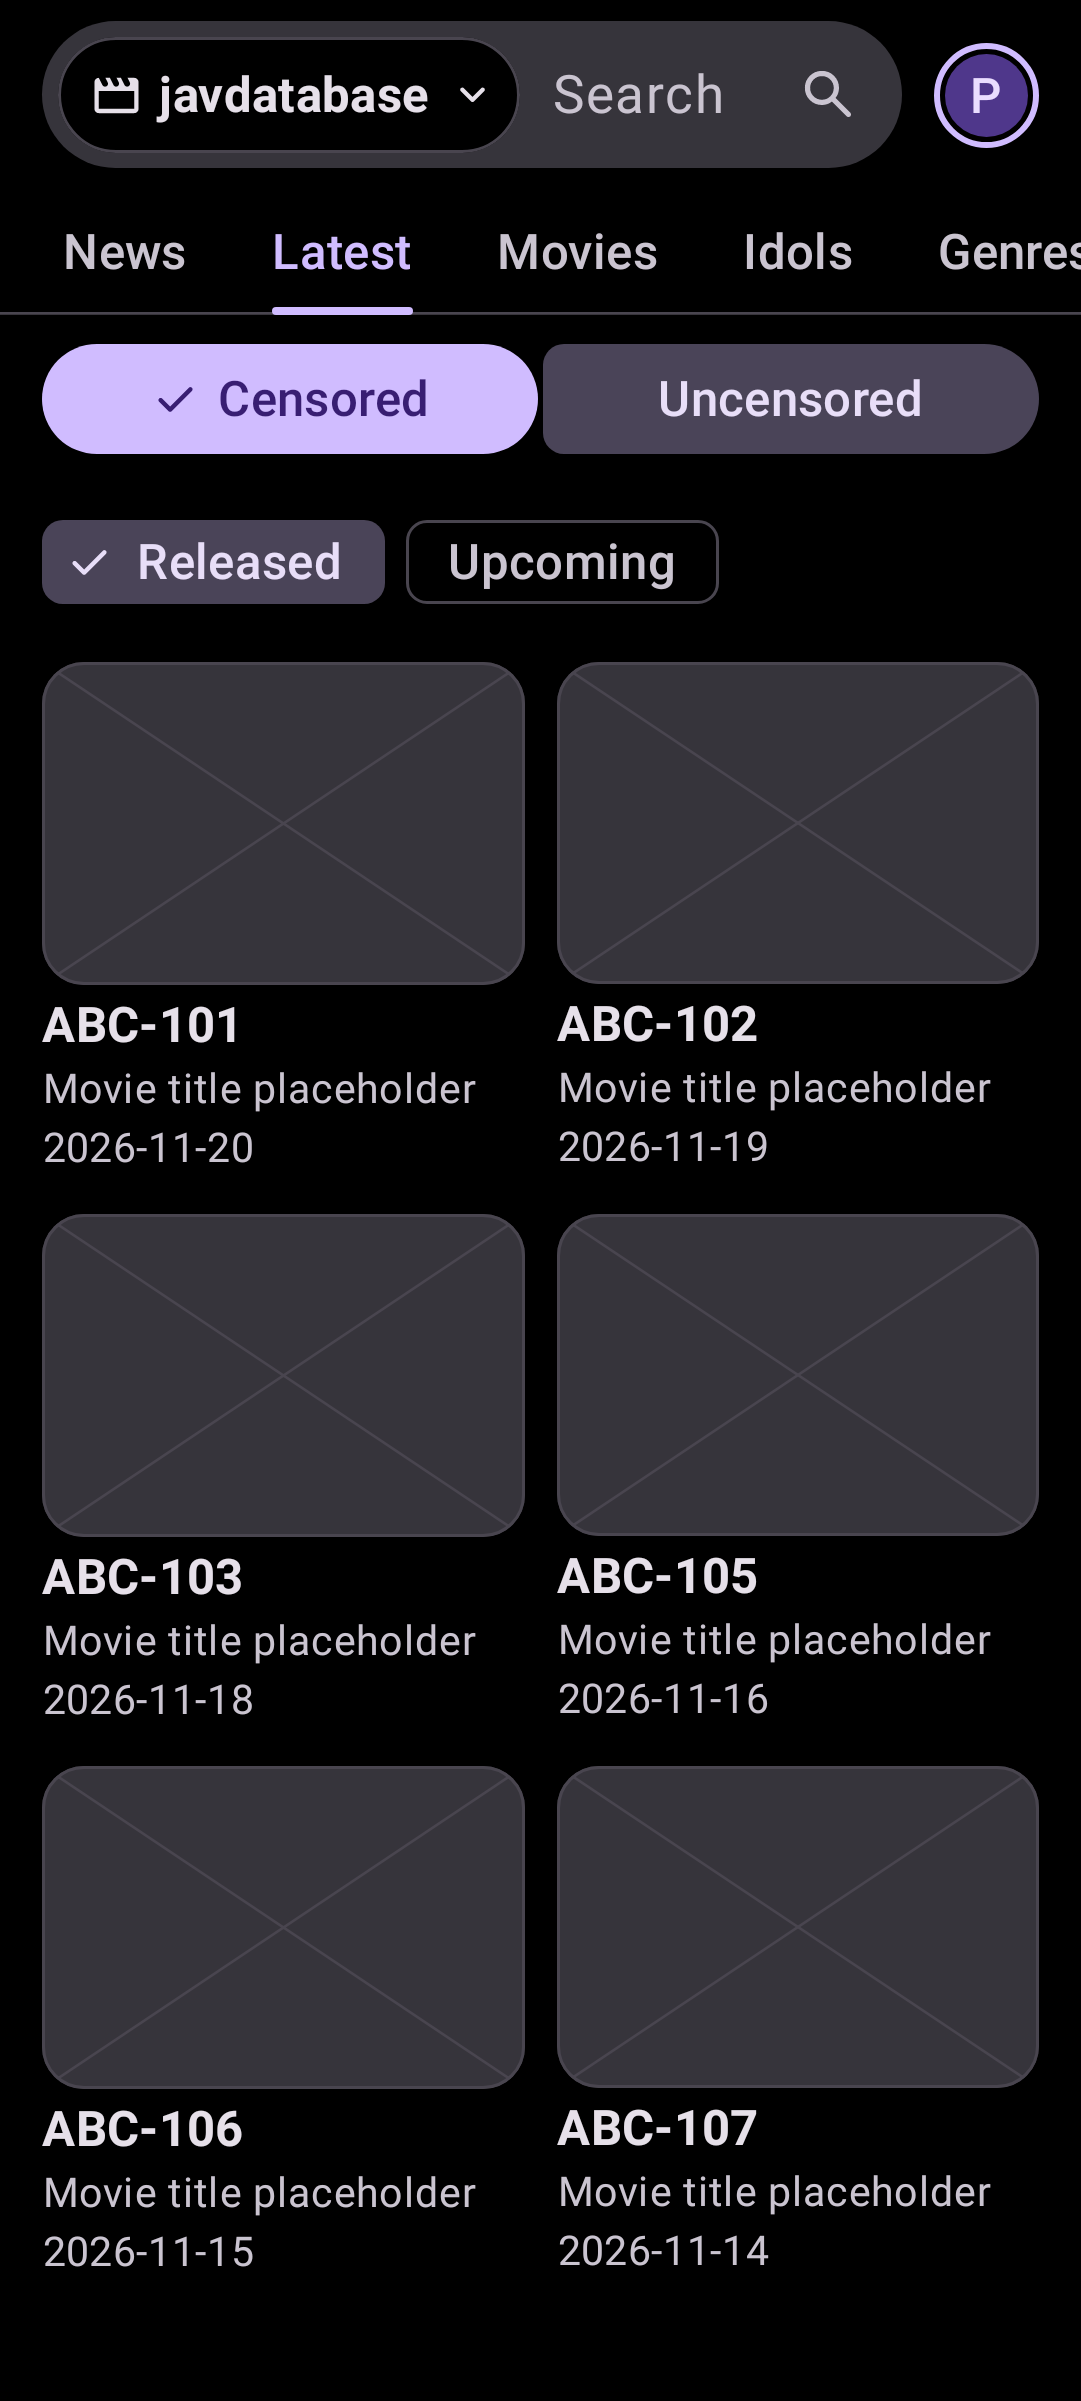 javdatabase
Search
P
News
Latest
Movies
Idols
Genres
Censored
Uncensored
Released
Upcoming
ABC-101
Movie title placeholder
2026-11-20
ABC-102
Movie title placeholder
2026-11-19
ABC-103
Movie title placeholder
2026-11-18
ABC-105
Movie title placeholder
2026-11-16
ABC-106
Movie title placeholder
2026-11-15
ABC-107
Movie title placeholder
2026-11-14